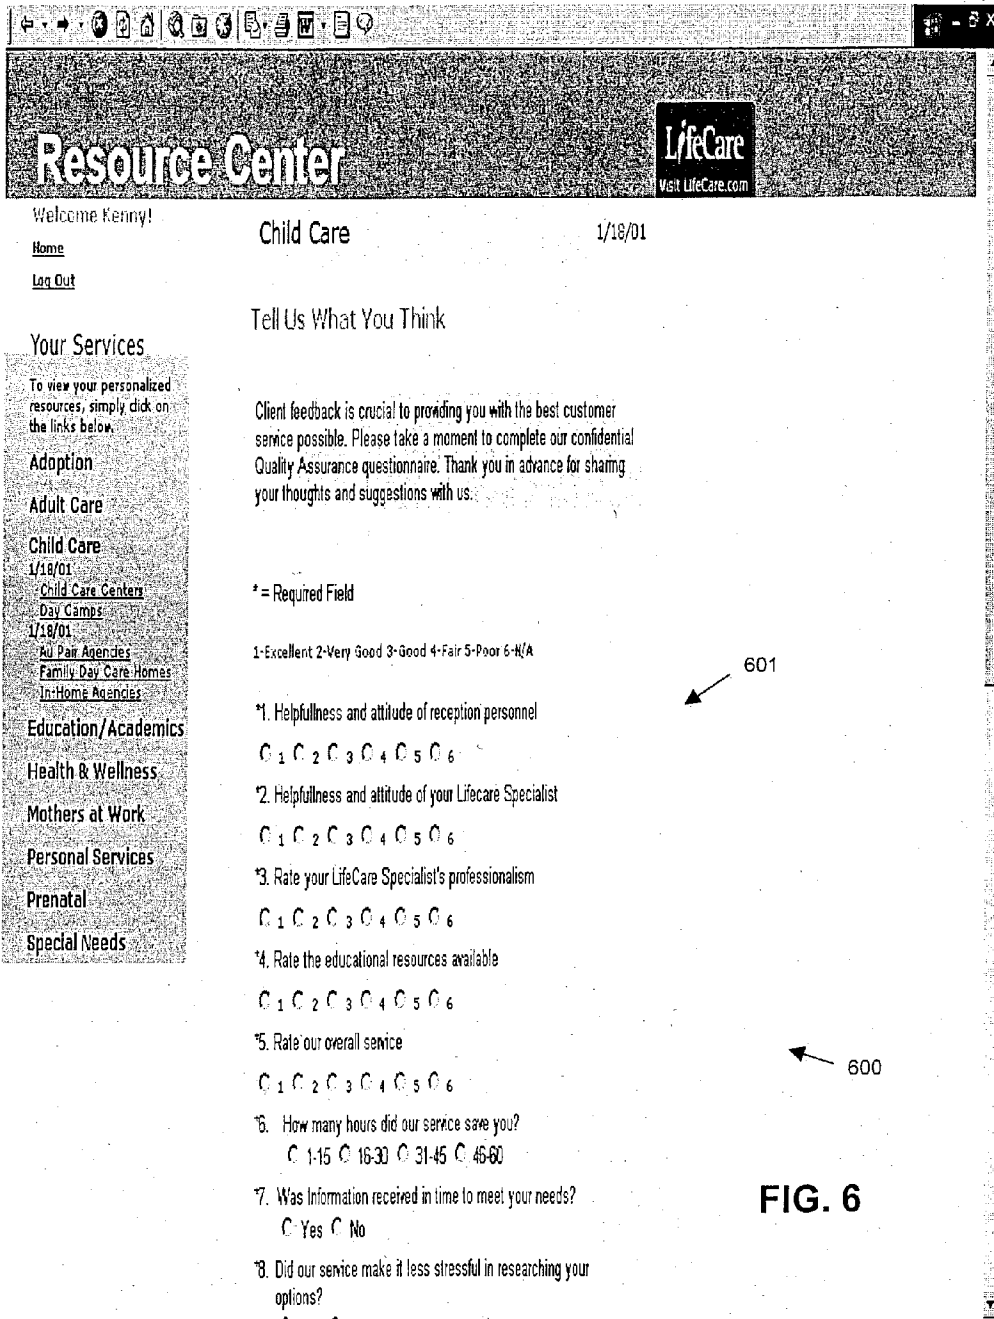 Resource Center
LifeCare
Visit LifeCare.com
Welcome Kenny!
Home
Log Out
Your Services
To view your personalized
resources, simply click on
the links below.
Adoption
Adult Care
Child Care
1/18/01
Child Care Centers
Day Camps
1/18/01
Au Pair Agencies
Family Day Care Homes
In-Home Agencies
Education/Academics
Health & Wellness
Mothers at Work
Personal Services
Prenatal
Special Needs
Child Care 1/18/01
Tell Us What You Think
Client feedback is crucial to providing you with the best customer
service possible. Please take a moment to complete our confidential
Quality Assurance questionnaire. Thank you in advance for sharing
your thoughts and suggestions with us.
* = Required Field
1-Excellent 2-Very Good 3-Good 4-Fair 5-Poor 6-N/A
601
*1. Helpfullness and attitude of reception personnel
1 2 3 4 5 6
*2. Helpfullness and attitude of your Lifecare Specialist
1 2 3 4 5 6
*3. Rate your LifeCare Specialist's professionalism
1 2 3 4 5 6
*4. Rate the educational resources available
1 2 3 4 5 6
*5. Rate our overall service
600
1 2 3 4 5 6
*6. How many hours did our service save you?
1-15 16-30 31-45 46-60
*7. Was Information received in time to meet your needs?
Yes No
FIG. 6
*8. Did our service make it less stressful in researching your
options?